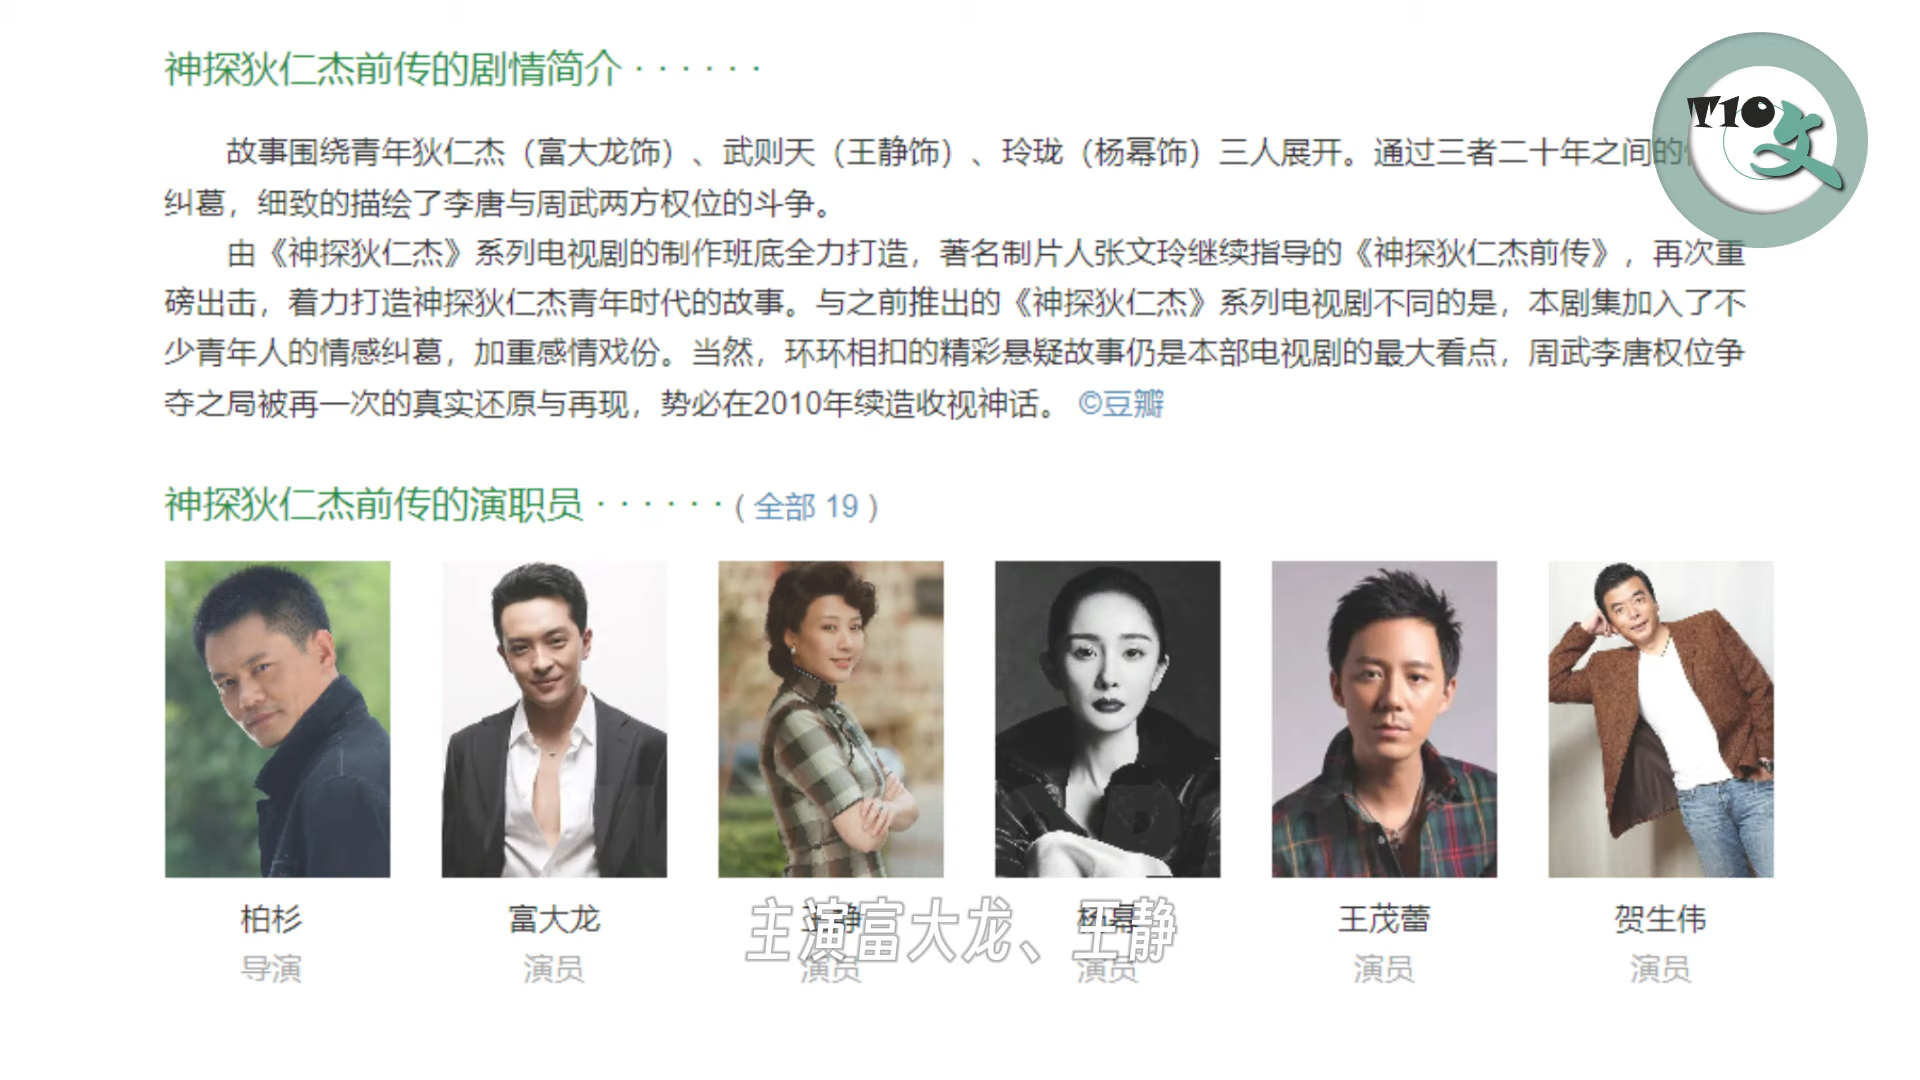 神探狄仁杰前传的剧情简介 · · · · · ·
T10文
故事围绕青年狄仁杰（富大龙饰）、武则天（王静饰）、玲珑（杨幂饰）三人展开。通过三者二十年之间的
纠葛，细致的描绘了李唐与周武两方权位的斗争。
由《神探狄仁杰》系列电视剧的制作班底全力打造，著名制片人张文玲继续指导的《神探狄仁杰前传》，再次重
磅出击，着力打造神探狄仁杰青年时代的故事。与之前推出的《神探狄仁杰》系列电视剧不同的是，本剧集加入了不
少青年人的情感纠葛，加重感情戏份。当然，环环相扣的精彩悬疑故事仍是本部电视剧的最大看点，周武李唐权位争
夺之局被再一次的真实还原与再现，势必在2010年续造收视神话。 ©豆瓣
神探狄仁杰前传的演职员 · · · · · · ( 全部 19 )
柏杉 富大龙 王静 杨幂 王茂蕾 贺生伟
导演 演员 演员 演员 演员 演员
主演富大龙、王静